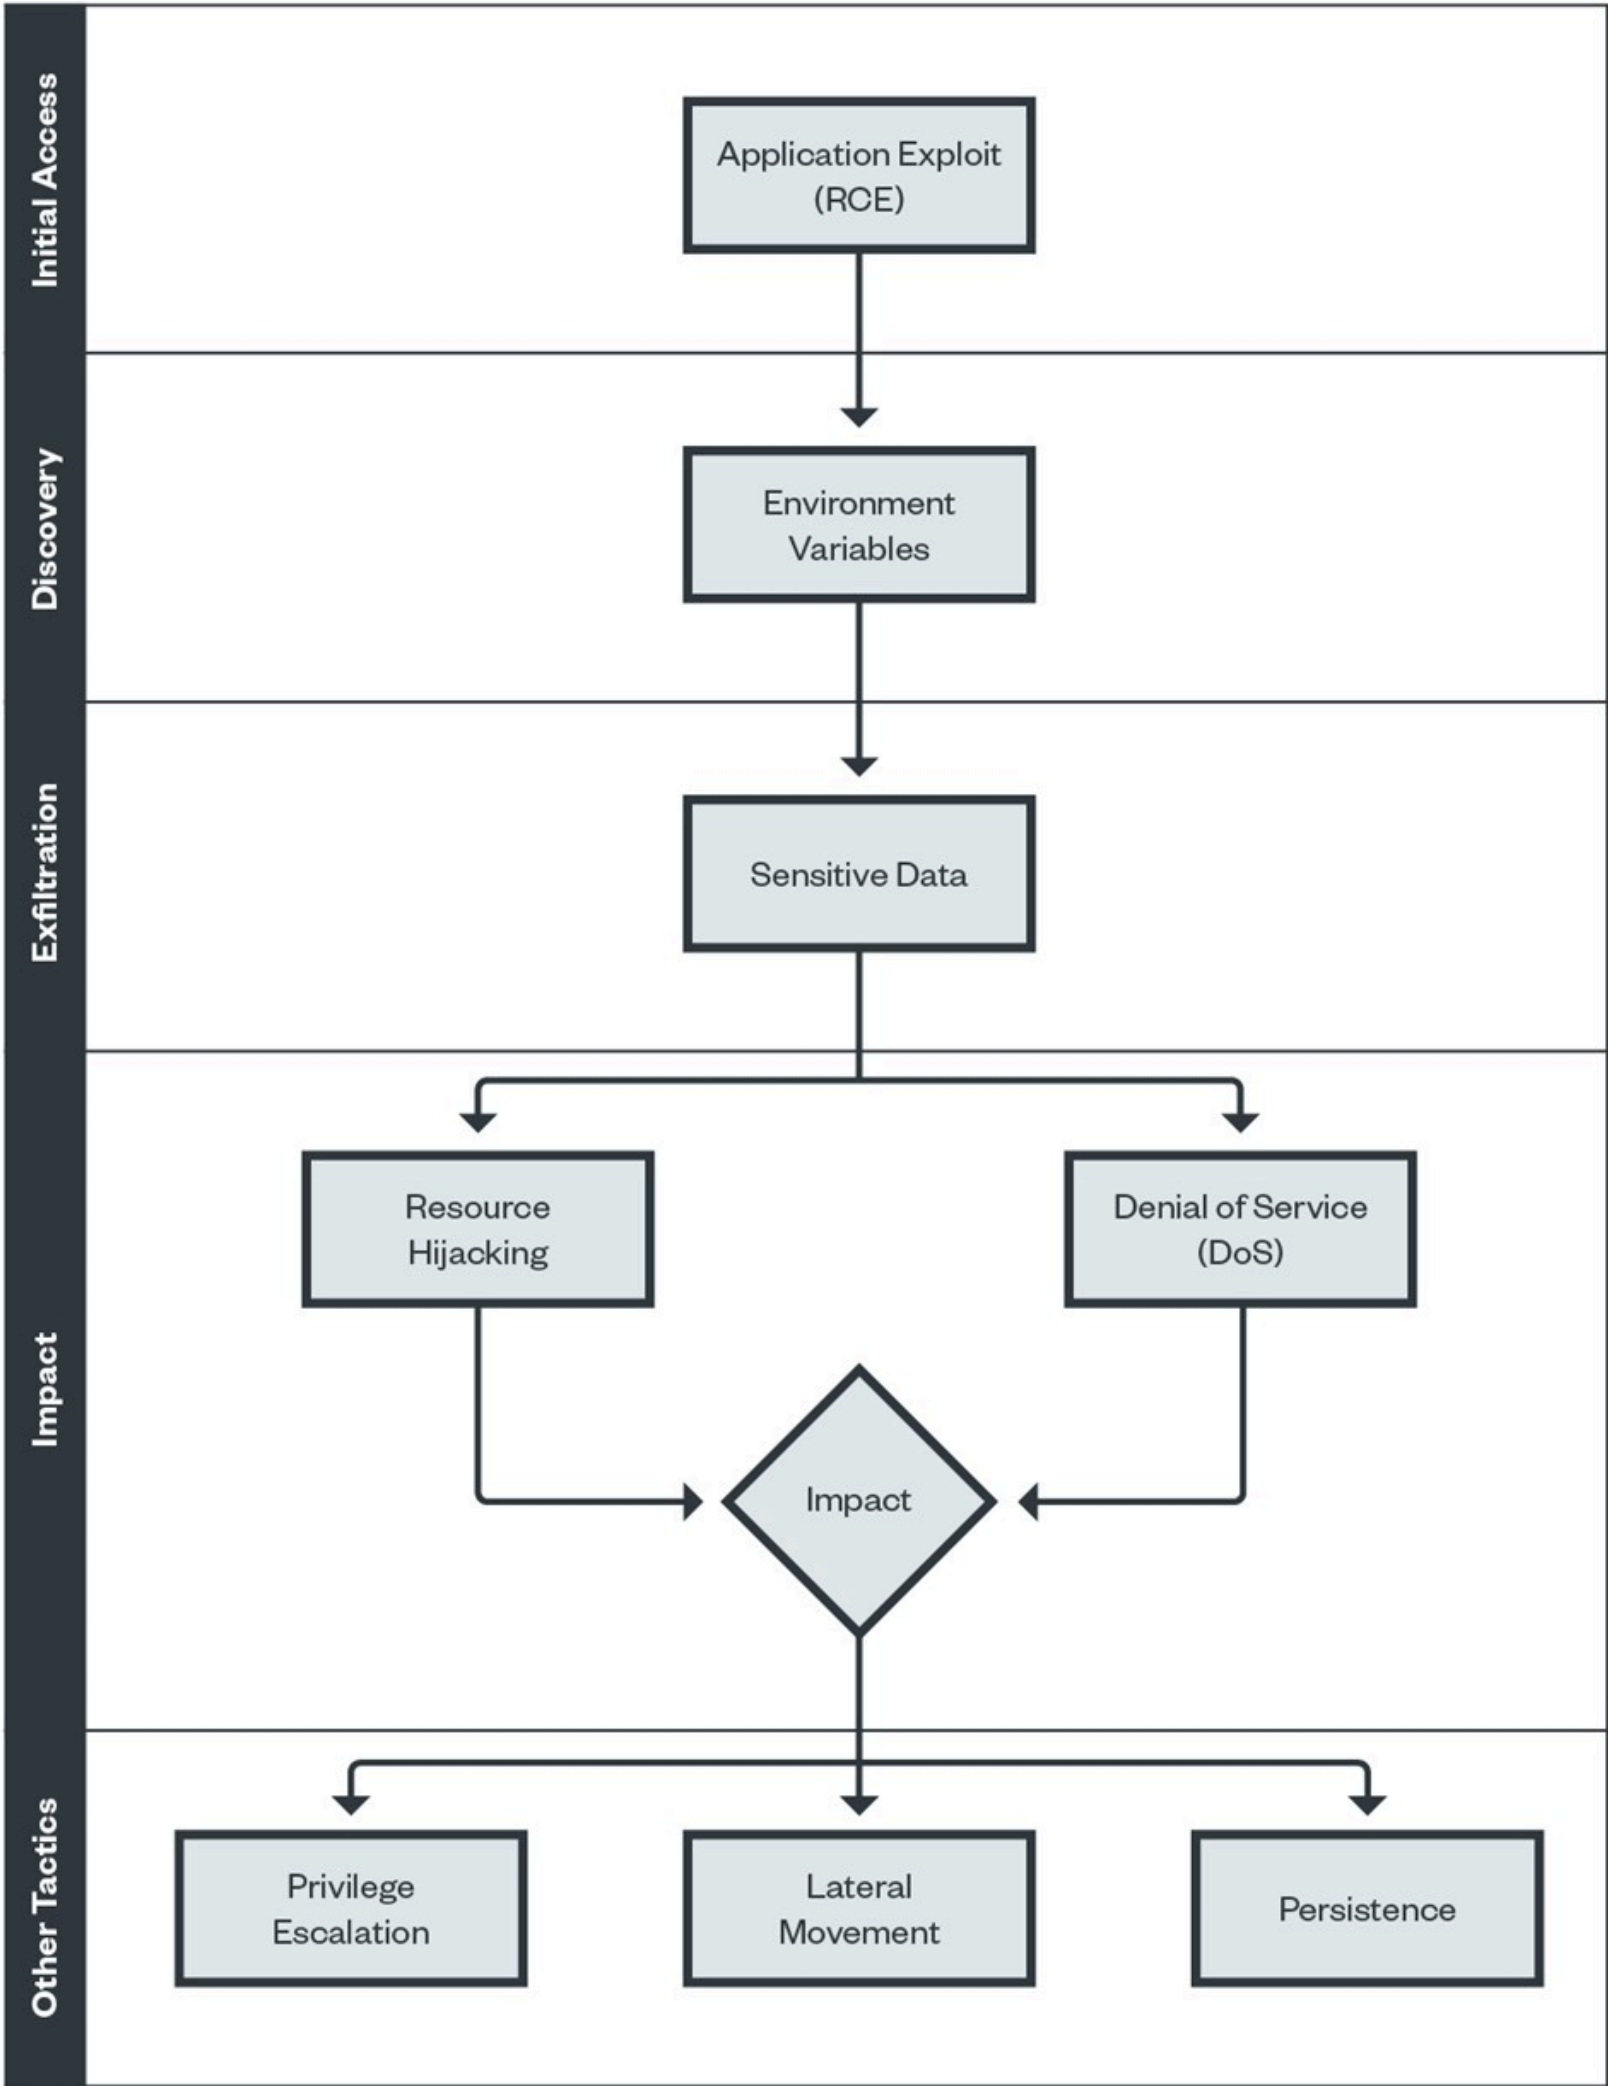 Initial Access
Application Exploit
(RCE)
Discovery
Environment
Variables
Exfiltration
Sensitive Data
Impact
Resource
Hijacking
Denial of Service
(DoS)
Impact
Other Tactics
Privilege
Escalation
Lateral
Movement
Persistence